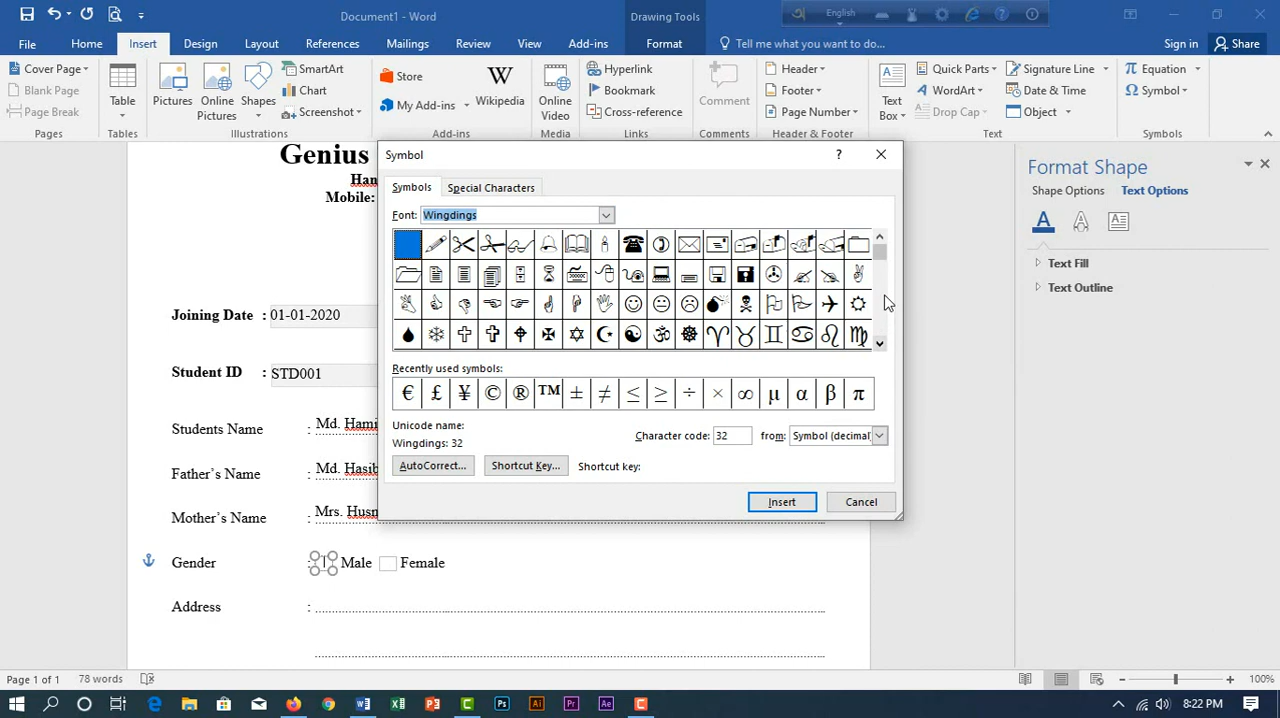 Document1 - Word
Drawing Tools
English
File
Home
Insert
Design
Layout
References
Mailings
Review
View
Add-ins
Format
Tell me what you want to do...
Sign in
Share
Cover Page
Blank Page
Page Break
Pages
Table
Tables
Pictures
Online Pictures
Shapes
SmartArt
Chart
Screenshot
Illustrations
Store
My Add-ins
Wikipedia
Add-ins
Online Video
Media
Hyperlink
Bookmark
Cross-reference
Links
Comment
Comments
Header
Footer
Page Number
Header & Footer
Text Box
Quick Parts
WordArt
Drop Cap
Signature Line
Date & Time
Object
Text
Equation
Symbol
Symbols
Genius
Mobile:
Joining Date : 01-01-2020
Student ID : STD001
Students Name : Md. Hami
Father's Name : Md. Hasib
Mother's Name : Mrs. Husn
Gender : Male Female
Address :
Symbol
Symbols
Special Characters
Font: Wingdings
Recently used symbols:
€ £ ¥ © ® ™ ± ≠ ≤ ≥ ÷ × ∞ µ α β π
Unicode name:
Wingdings: 32
Character code: 32 from: Symbol (decimal
AutoCorrect...
Shortcut Key...
Shortcut key:
Insert
Cancel
Format Shape
Shape Options
Text Options
Text Fill
Text Outline
Page 1 of 1
78 words
100%
8:22 PM